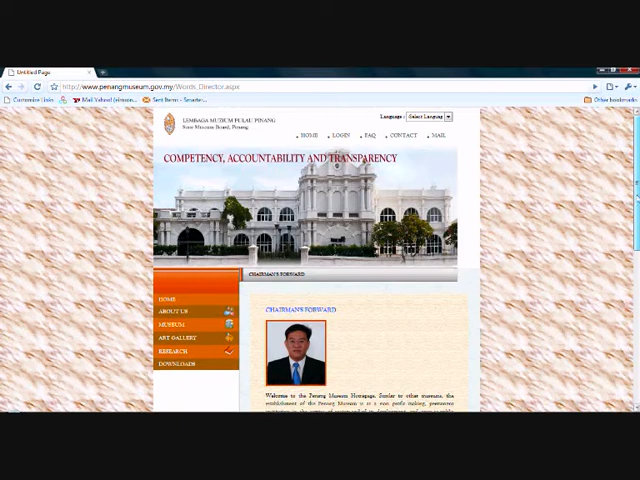 Untitled Page
http://www.penangmuseum.gov.my/Words_Director.aspx
Customize Links
Other bookmarks
LEMBAGA MUZIUM PULAU PINANG
State Museum Board, Penang
Language : Select Language
HOME LOGIN FAQ CONTACT MAIL
COMPETENCY, ACCOUNTABILITY AND TRANSPARENCY
CHAIRMAN'S FORWARD
HOME
ABOUT US
MUSEUM
ART GALLERY
RESEARCH
DOWNLOADS
CHAIRMAN'S FORWARD
Welcome to the Penang Museum Homepage. Similar to other museums, the
establishment of the Penang Museum is a non profit making, permanent